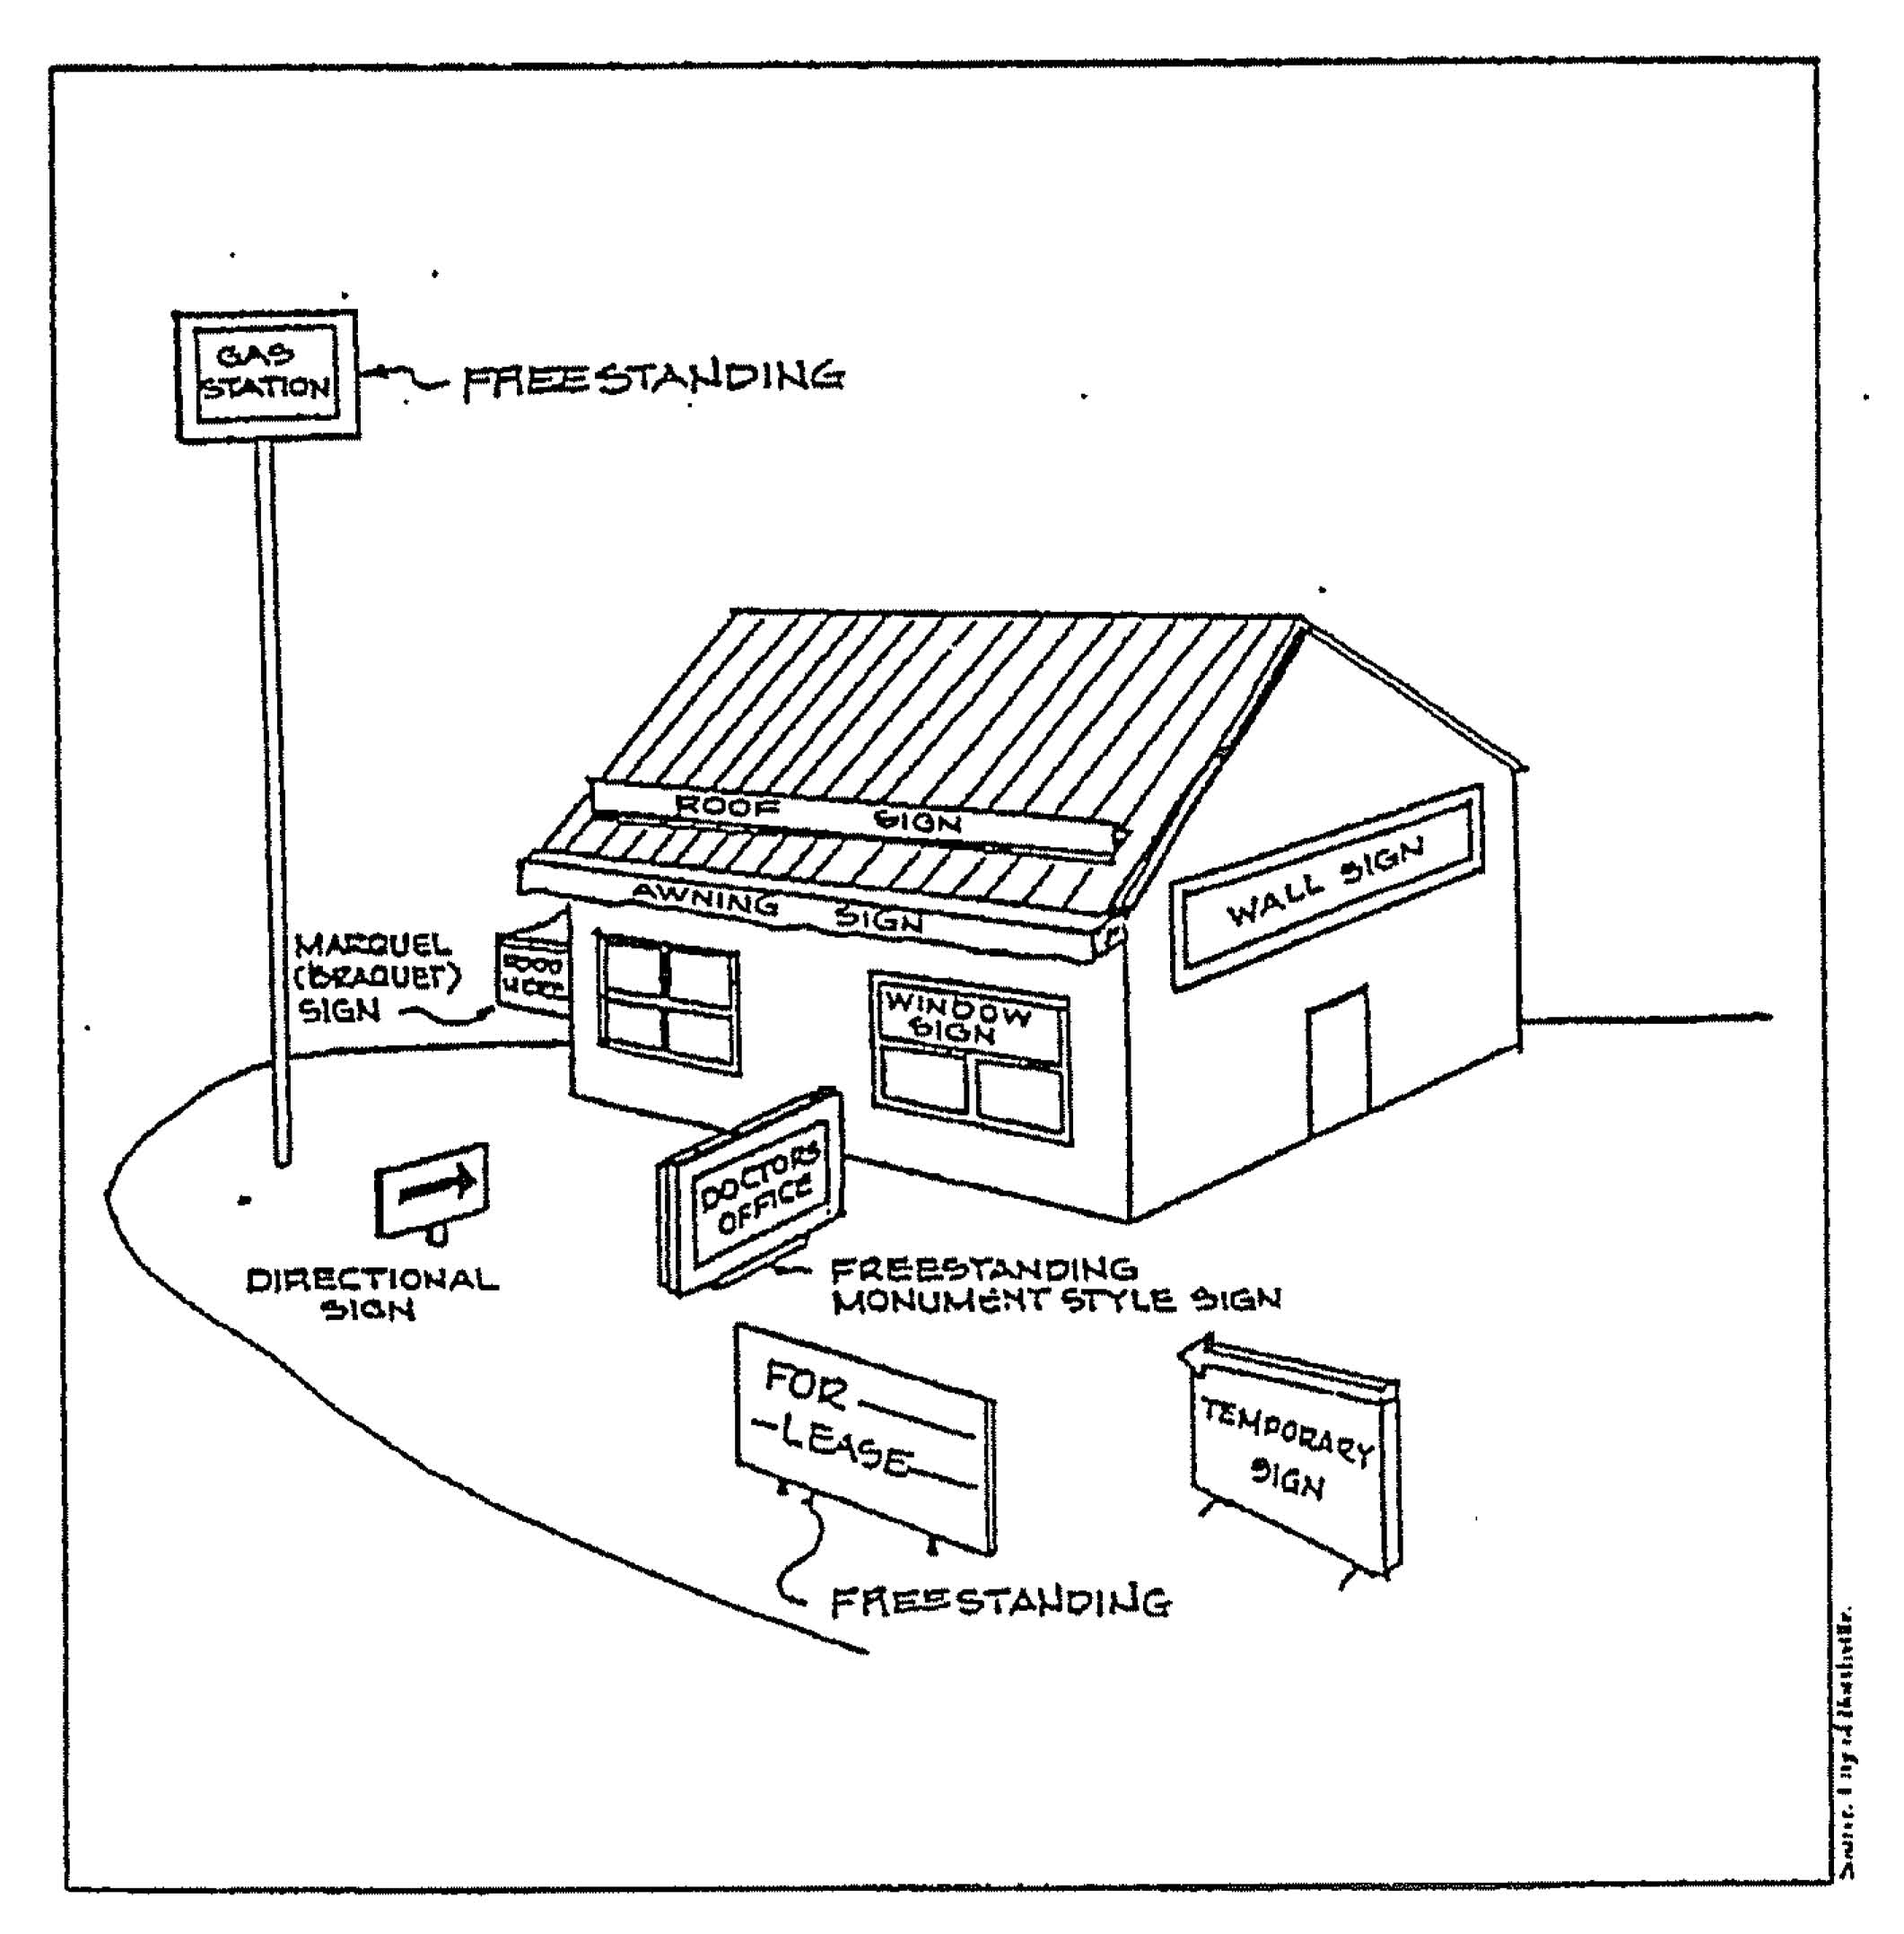 GAS
STATION
FREESTANDING
ROOF SIGN
AWNING SIGN
WALL SIGN
MARQUEL
(BRAQUET)
SIGN
FOOD
WINDOW
SIGN
DOCTORS
OFFICE
DIRECTIONAL
SIGN
FREESTANDING
MONUMENT STYLE SIGN
FOR
LEASE
TEMPORARY
SIGN
FREESTANDING